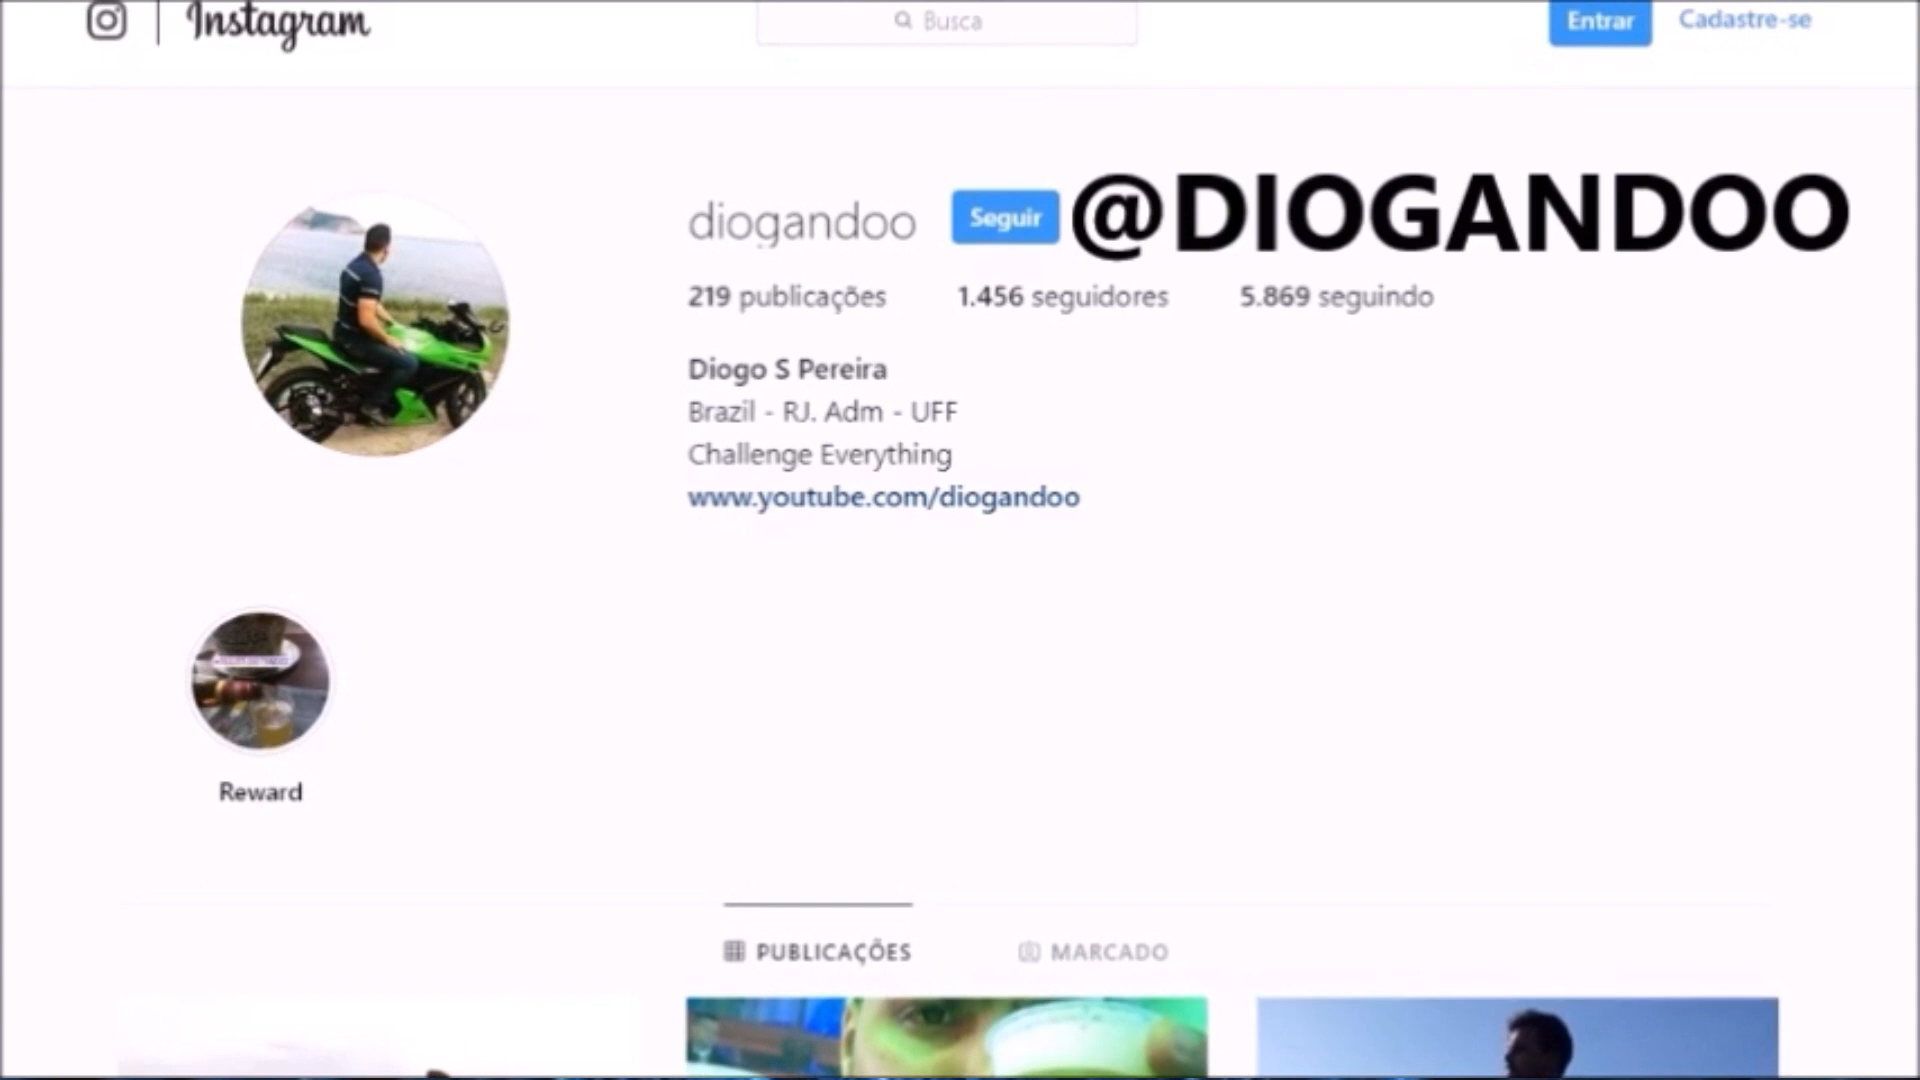 Instagram
Busca
Entrar
Cadastre-se
diogandoo
Seguir
@DIOGANDOO
219 publicações
1.456 seguidores
5.869 seguindo
Diogo S Pereira
Brazil - RJ. Adm - UFF
Challenge Everything
www.youtube.com/diogandoo
Reward
PUBLICAÇÕES
MARCADO